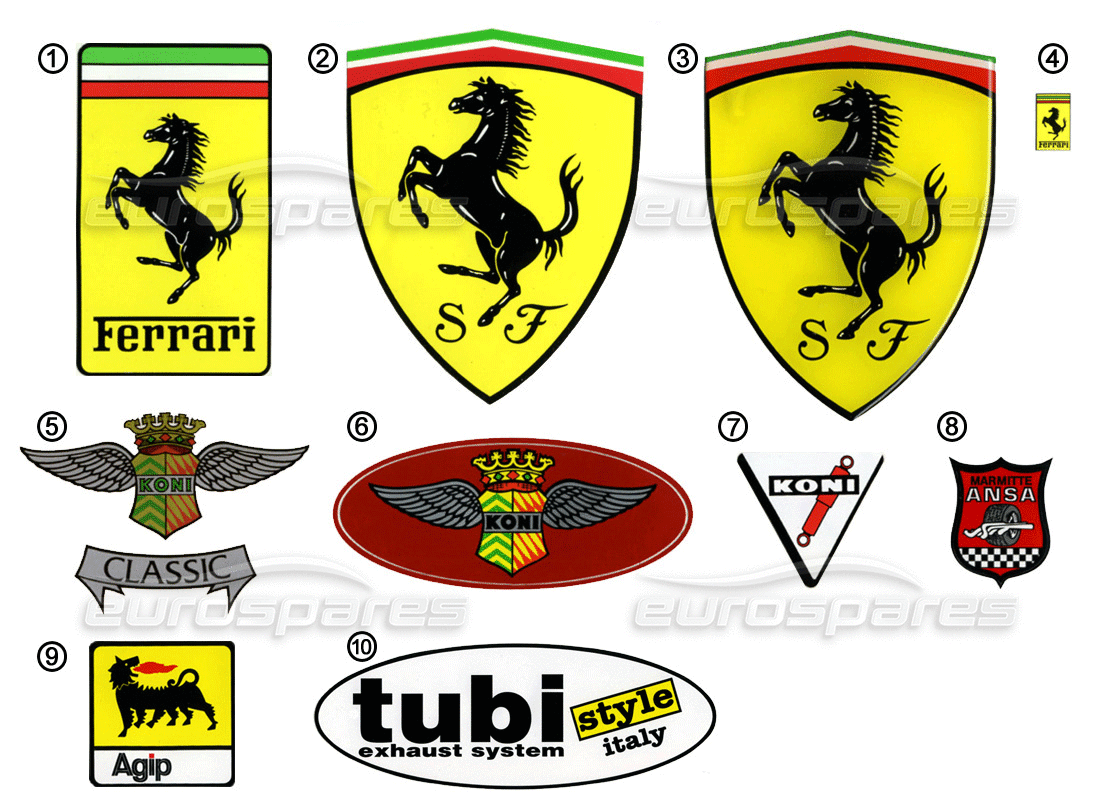 1
2
3
4
Ferrari
S F
S F
Ferrari
eurospares
eurospares
5
6
7
8
KONI
CLASSIC
KONI
KONI
MARMITTE
ANSA
eurospares
eurospares
9
10
Agip
tubi
exhaust system
style
italy